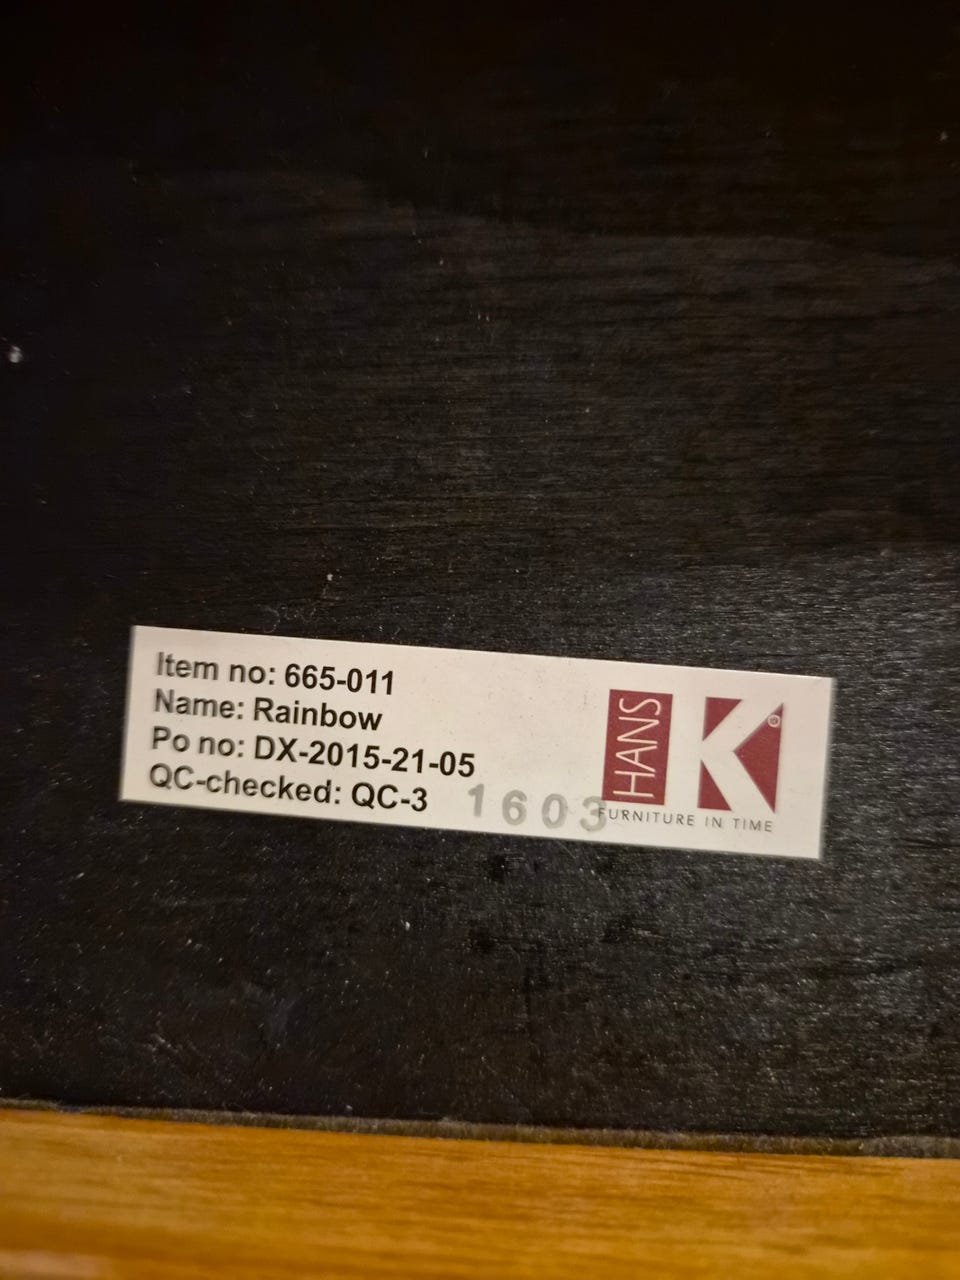 Item no: 665-011
Name: Rainbow
Po no: DX-2015-21-05
QC-checked: QC-3
1603
HANS K ®
FURNITURE IN TIME